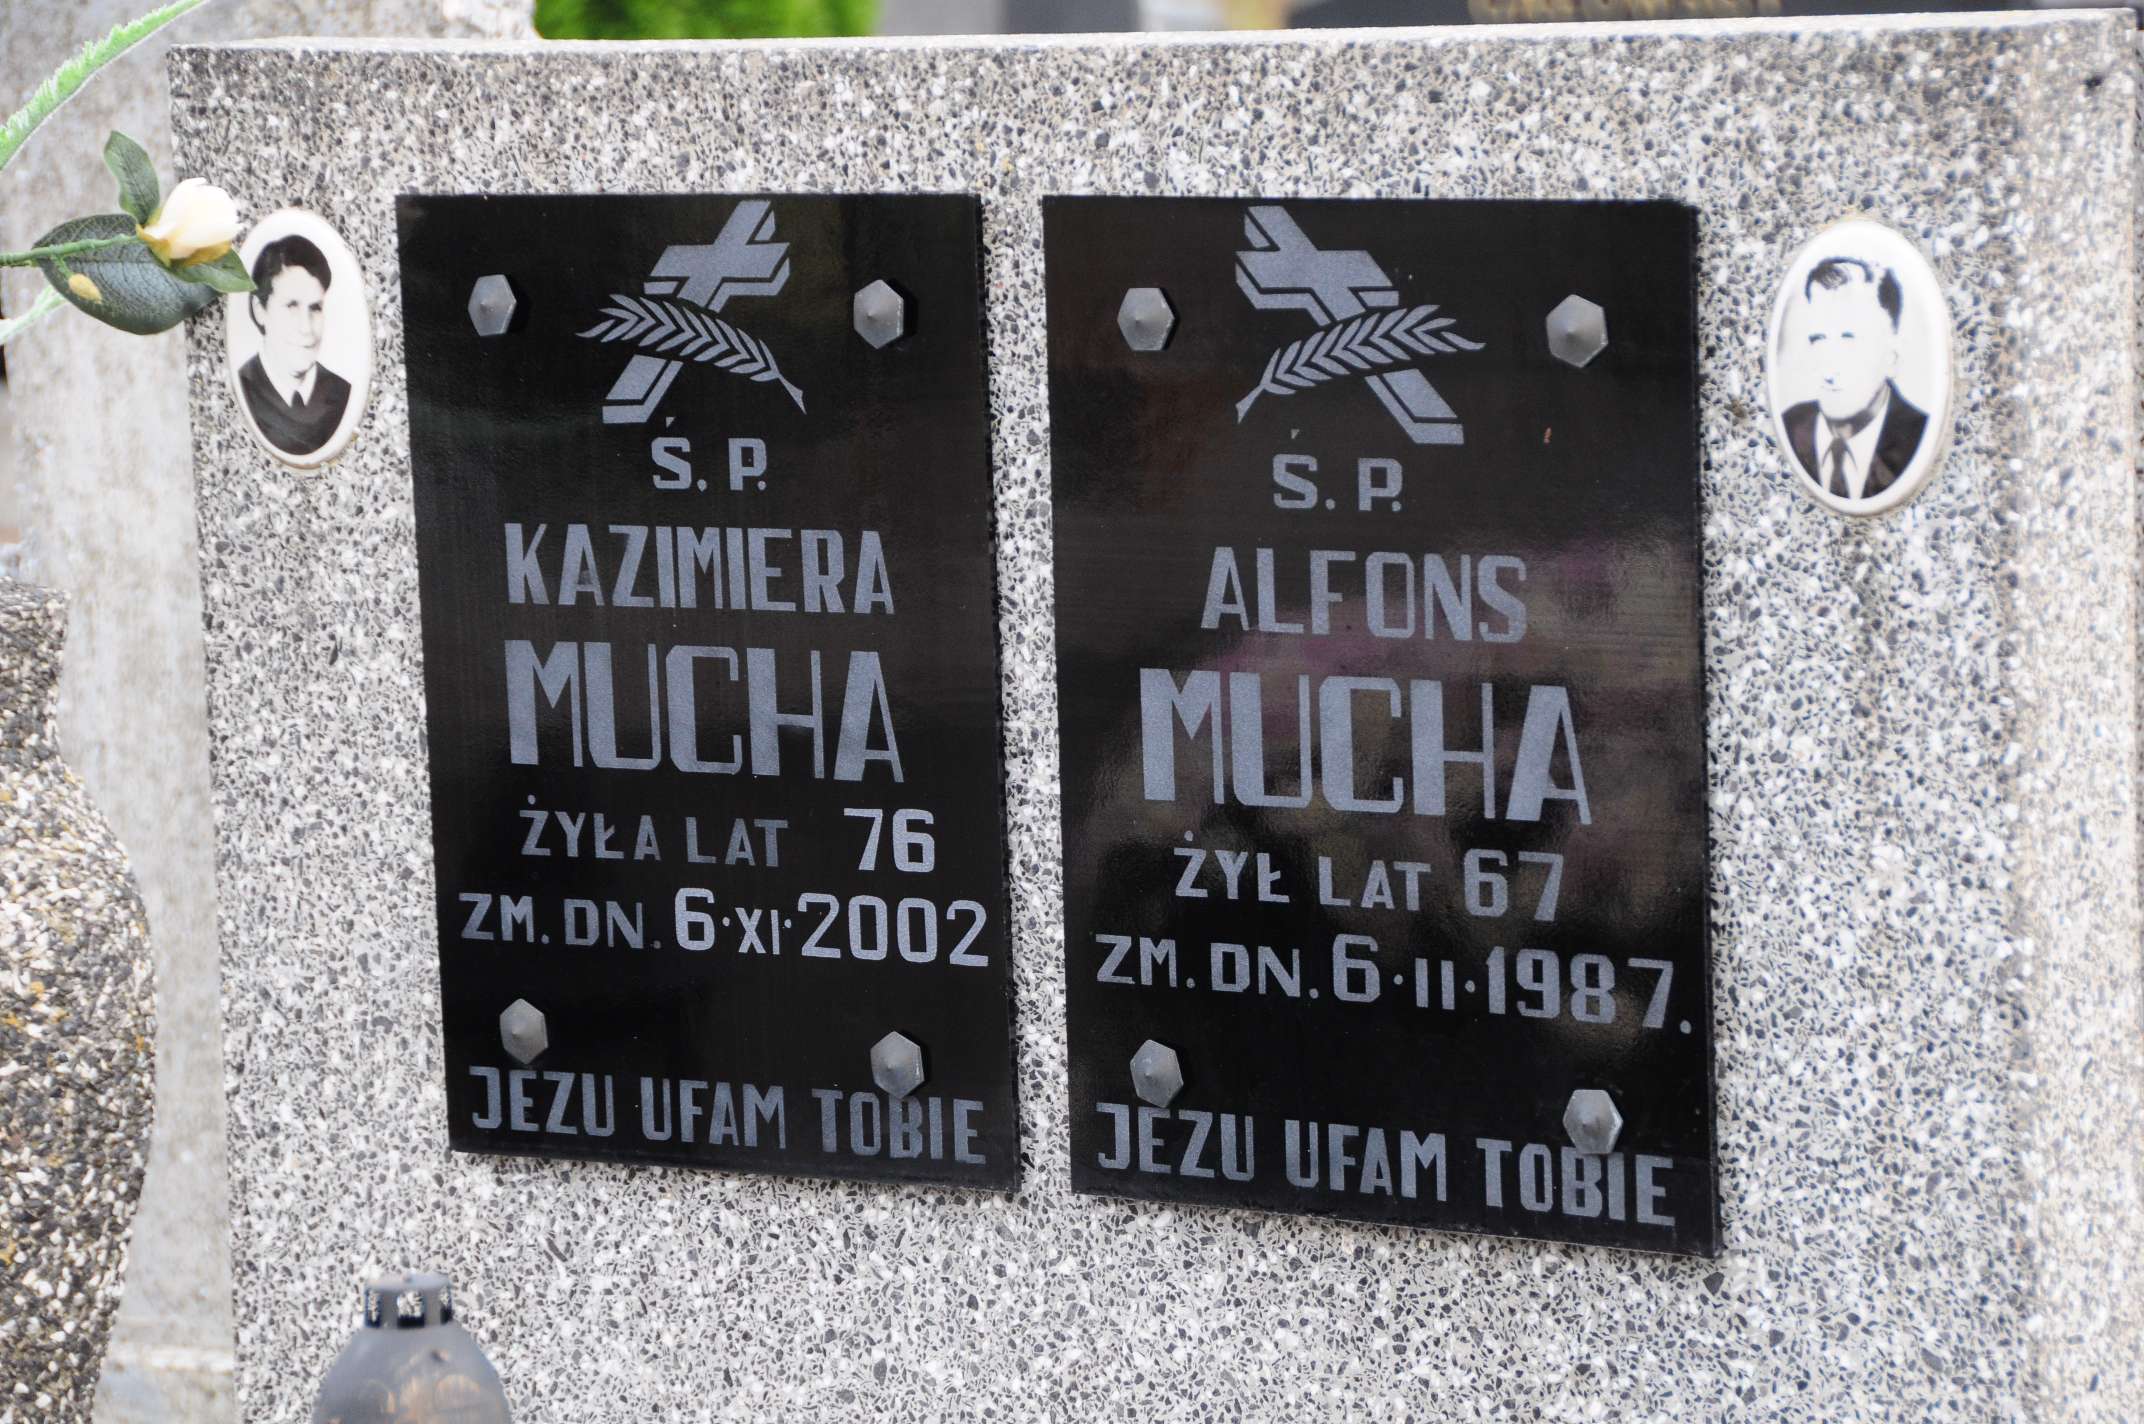 Ś. P.
KAZIMIERA
MUCHA
ŻYŁA LAT 76
ZM. DN. 6·XI·2002
JEZU UFAM TOBIE
Ś. P.
ALFONS
MUCHA
ŻYŁ LAT 67
ZM. DN. 6·II·1987.
JEZU UFAM TOBIE